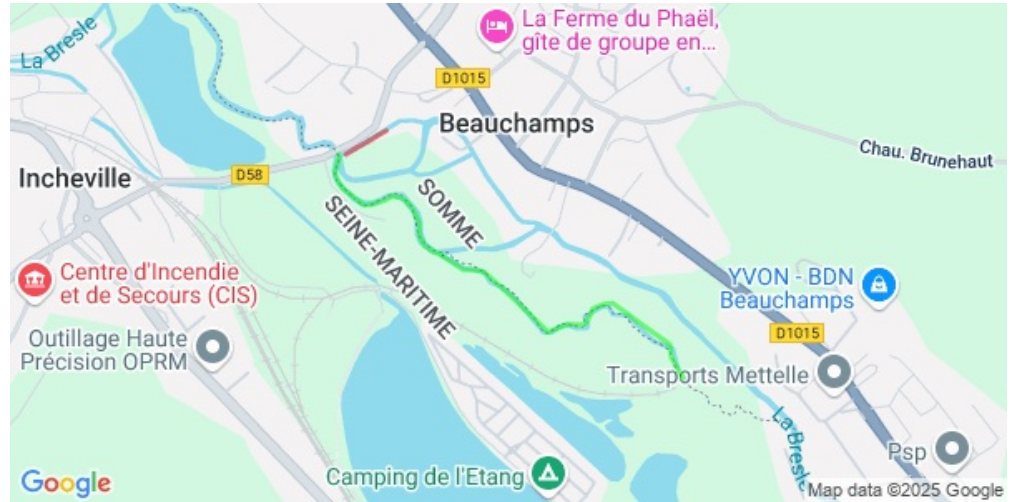 La Ferme du Phaël,
gîte de groupe en...
La Bresle
D1015
Beauchamps
Chau. Brunehaut
Incheville
D58
SOMME
SEINE-MARITIME
Centre d'Incendie
et de Secours (CIS)
YVON - BDN
Beauchamps
Outillage Haute
Précision OPRM
D1015
Transports Mettelle
La Bresle
Psp
Camping de l'Etang
Google
Map data ©2025 Google